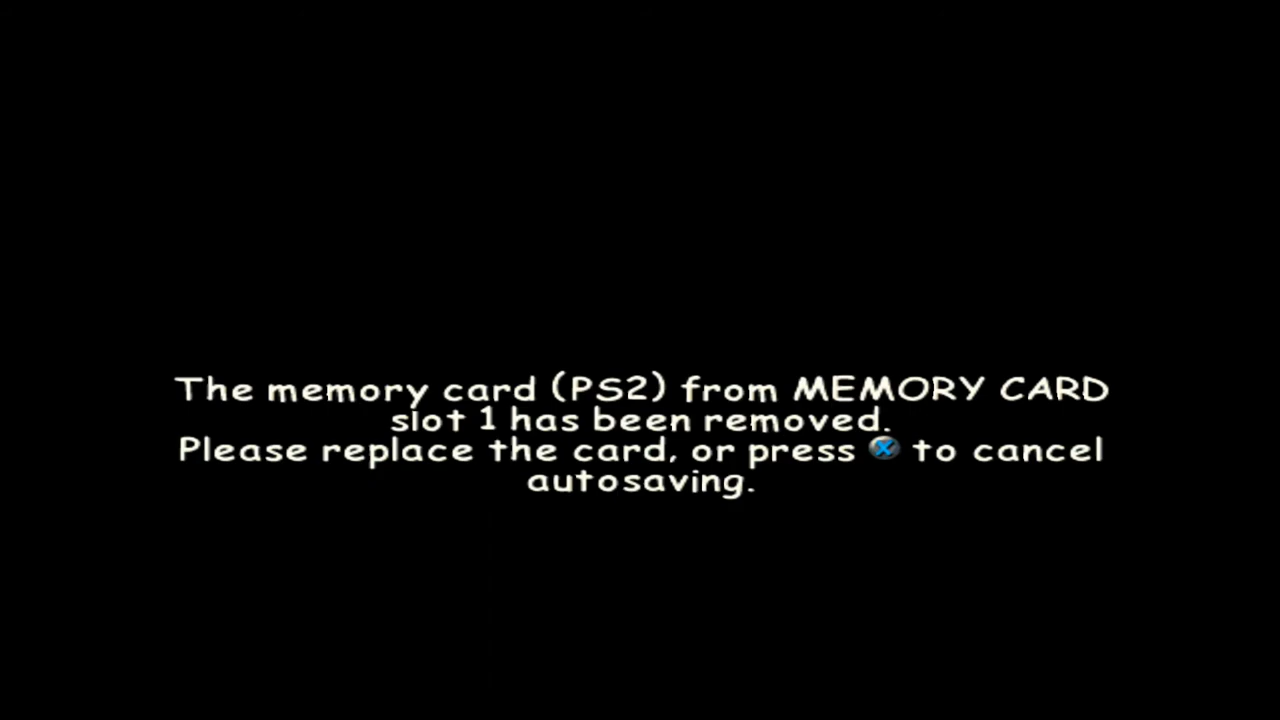 The memory card (PS2) from MEMORY CARD
slot 1 has been removed.
Please replace the card, or press to cancel
autosaving.